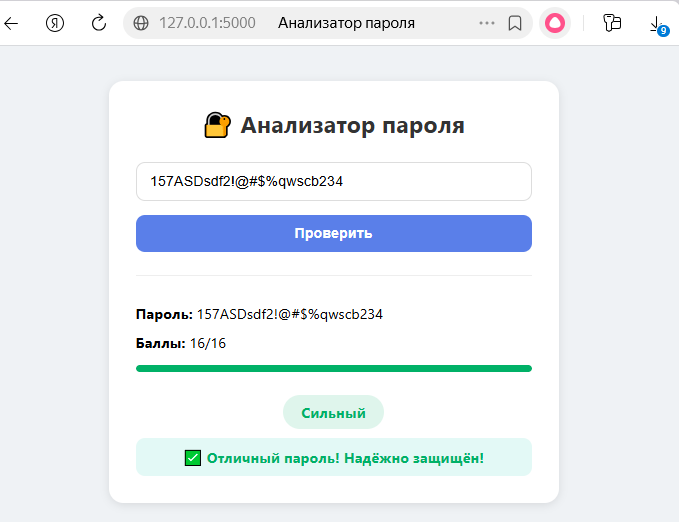 Я 127.0.0.1:5000 Анализатор пароля 9
Анализатор пароля
157ASDsdf2!@#$%qwscb234
Проверить
Пароль: 157ASDsdf2!@#$%qwscb234
Баллы: 16/16
Сильный
Отличный пароль! Надёжно защищён!